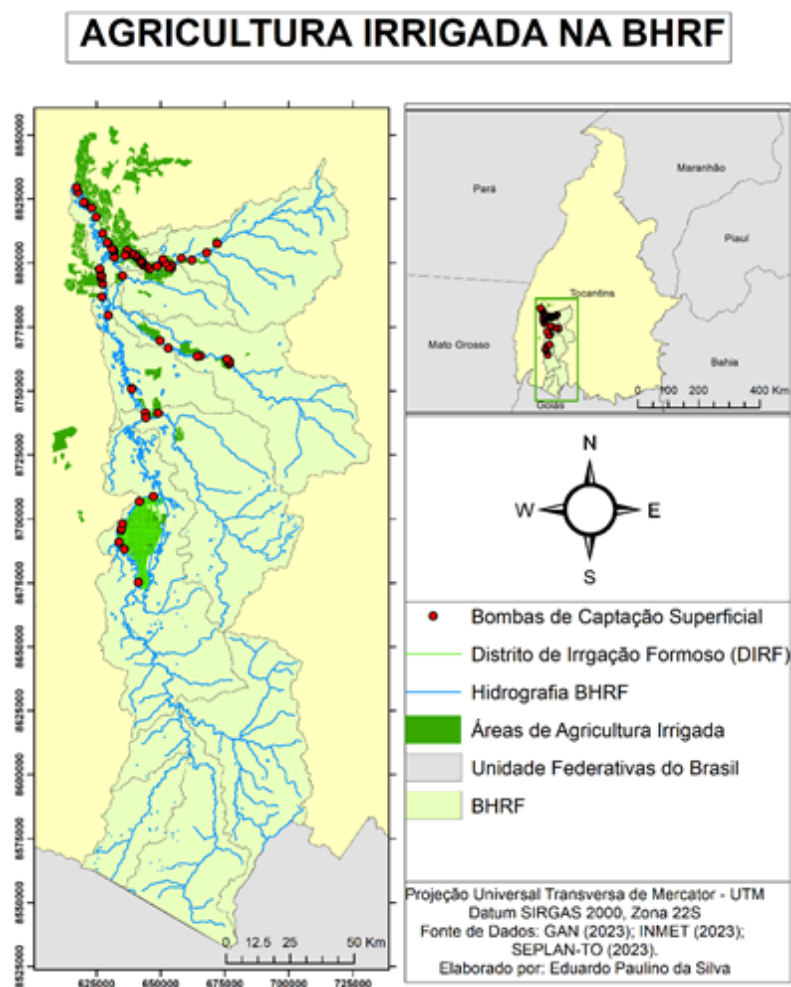 AGRICULTURA IRRIGADA NA BHRF
8850000
8825000
8800000
8775000
8750000
8725000
8700000
8675000
8650000
8625000
8600000
8575000
8550000
8525000
0 12.5 25 50 Km
625000 650000 675000 700000
Pará
Maranhão
Piauí
Tocantins
Mato Grosso
Bahia
Goiás
0 100 200 400 Km
N
W E
S
Bombas de Captação Superficial
Distrito de Irrgação Formoso (DIRF)
Hidrografia BHRF
Áreas de Agricultura Irrigada
Unidade Federativas do Brasil
BHRF
Projeção Universal Transversa de Mercator - UTM
Datum SIRGAS 2000, Zona 22S
Fonte de Dados: GAN (2023); INMET (2023);
SEPLAN-TO (2023).
Elaborado por: Eduardo Paulino da Silva